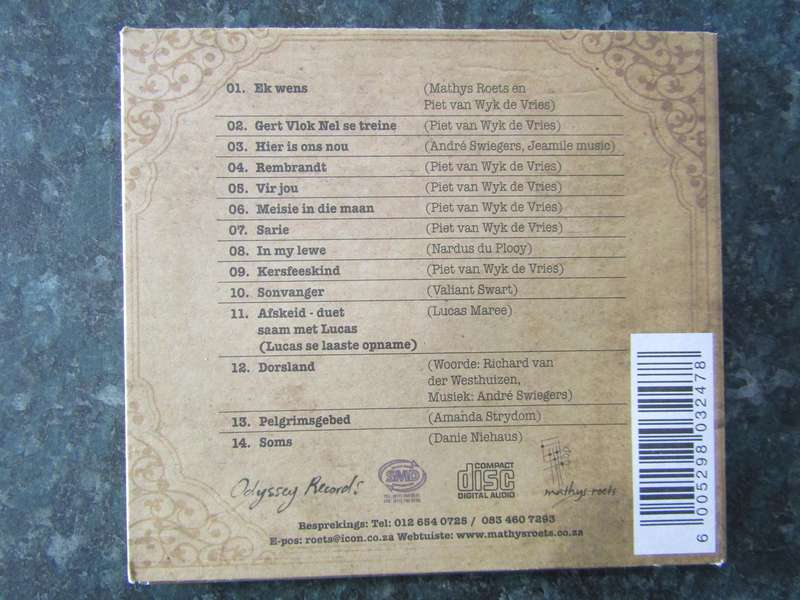 01. Ek wens (Mathys Roets en
Piet van Wyk de Vries)
02. Gert Vlok Nel se treine (Piet van Wyk de Vries)
03. Hier is ons nou (André Swiegers, Jeamile music)
04. Rembrandt (Piet van Wyk de Vries)
05. Vir jou (Piet van Wyk de Vries)
06. Meisie in die maan (Piet van Wyk de Vries)
07. Sarie (Piet van Wyk de Vries)
08. In my lewe (Nardus du Plooy)
09. Kersfeeskind (Piet van Wyk de Vries)
10. Sonvanger (Valiant Swart)
11. Afskeid - duet (Lucas Maree)
saam met Lucas
(Lucas se laaste opname)
12. Dorsland (Woorde: Richard van
der Westhuizen,
Musiek: André Swiegers)
13. Pelgrimsgebed (Amanda Strydom)
14. Soms (Danie Niehaus)
Odyssey Records
SMD
COMPACT
disc
DIGITAL AUDIO
mathys roets
Besprekings: Tel: 012 654 0725 / 083 460 7293
E-pos: roets@icon.co.za Webtuiste: www.mathysroets.co.za
6 005298 032478